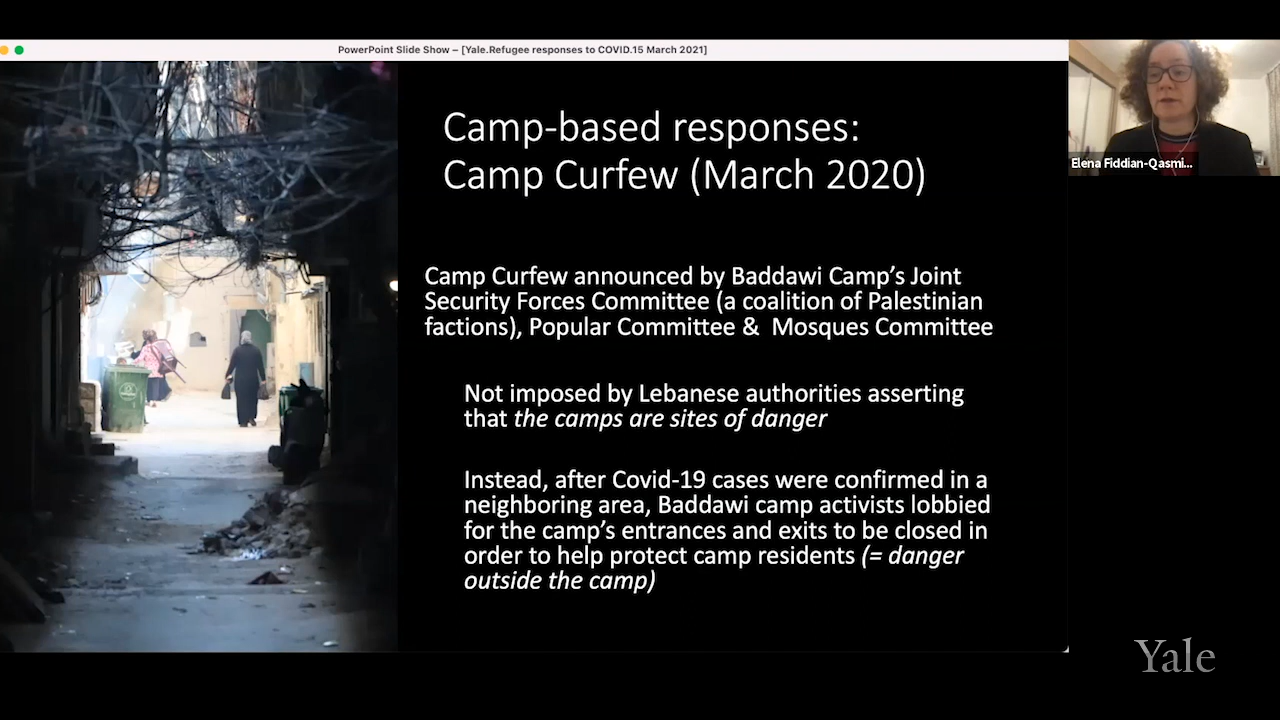 PowerPoint Slide Show – [Yale.Refugee responses to COVID.15 March 2021]
Camp-based responses:
Camp Curfew (March 2020)
Camp Curfew announced by Baddawi Camp's Joint
Security Forces Committee (a coalition of Palestinian
factions), Popular Committee & Mosques Committee
Not imposed by Lebanese authorities asserting
that the camps are sites of danger
Instead, after Covid-19 cases were confirmed in a
neighboring area, Baddawi camp activists lobbied
for the camp's entrances and exits to be closed in
order to help protect camp residents (= danger
outside the camp)
Elena Fiddian-Qasmi...
Yale